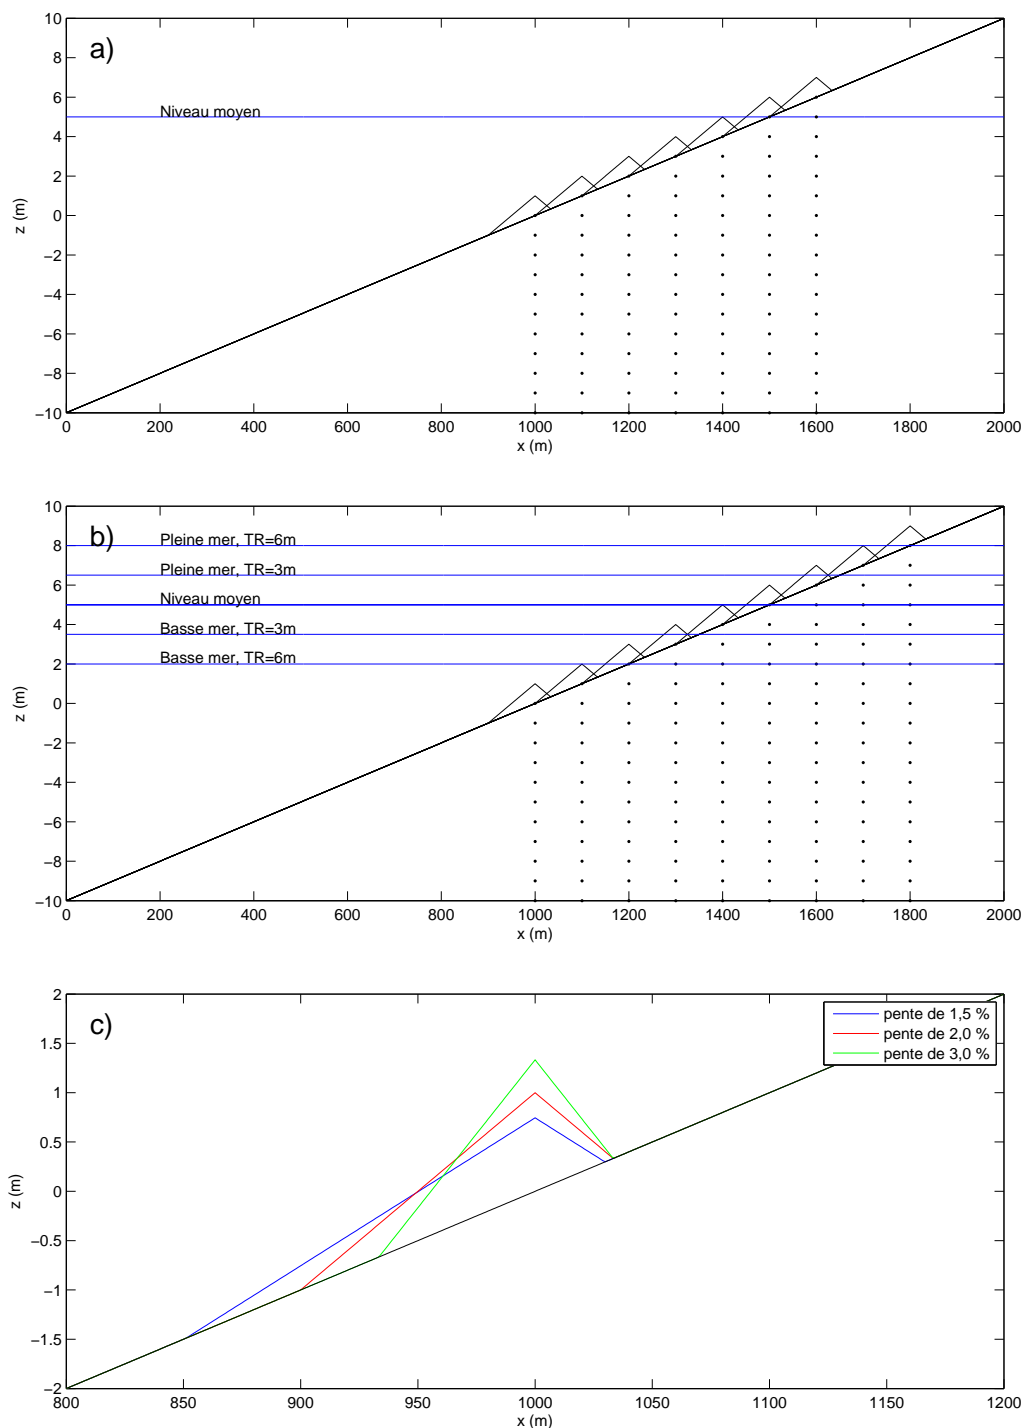 10
a)
8
6
Niveau moyen
4
2
z (m)
0
−2
−4
−6
−8
−10
0 200 400 600 800 1000 1200 1400 1600 1800 2000
x (m)
10
b)
Pleine mer, TR=6m
8
Pleine mer, TR=3m
6
Niveau moyen
4
Basse mer, TR=3m
Basse mer, TR=6m
2
z (m)
0
−2
−4
−6
−8
−10
0 200 400 600 800 1000 1200 1400 1600 1800 2000
x (m)
2
c)
pente de 1,5 %
pente de 2,0 %
pente de 3,0 %
1.5
1
0.5
z (m)
0
−0.5
−1
−1.5
−2
800 850 900 950 1000 1050 1100 1150 1200
x (m)